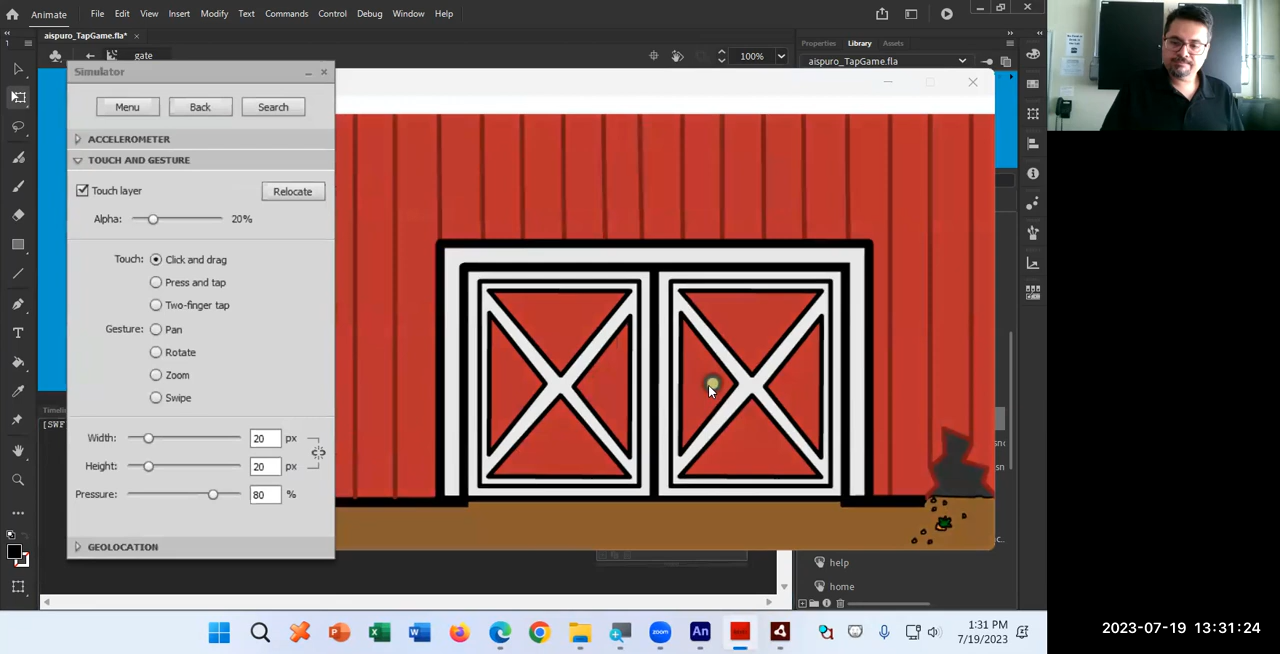 Animate
File Edit View Insert Modify Text Commands Control Debug Window Help
aispuro_TapGame.fla*
gate
100%
Properties Library Assets
aispuro_TapGame.fla
Simulator
Menu Back Search
ACCELEROMETER
TOUCH AND GESTURE
Touch layer Relocate
Alpha: 20%
Touch: Click and drag
Press and tap
Two-finger tap
Gesture: Pan
Rotate
Zoom
Swipe
Width: 20 px
Height: 20 px
Pressure: 80 %
GEOLOCATION
[SWF
help
home
An
1:31 PM
7/19/2023
2023-07-19 13:31:24